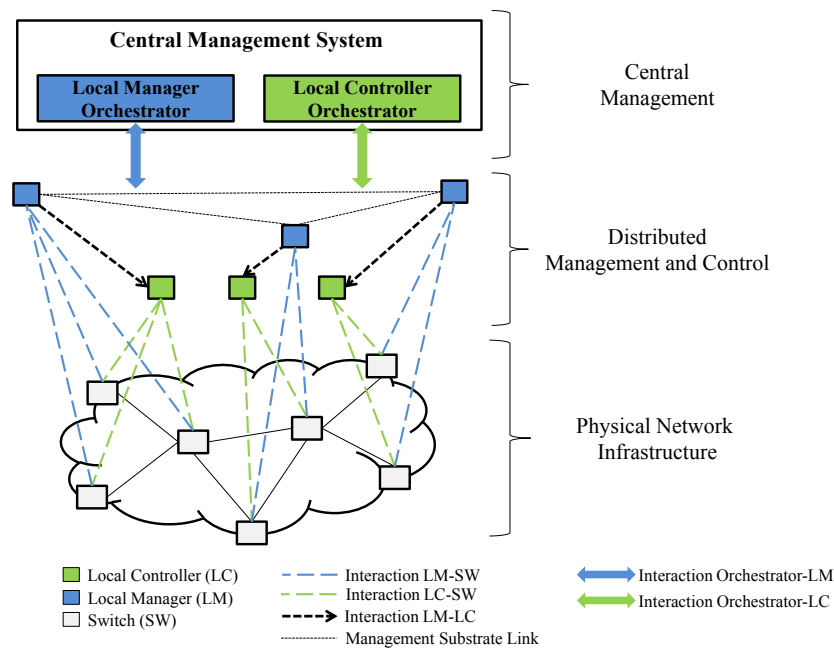 Central Management System
Local Manager
Orchestrator
Local Controller
Orchestrator
Central
Management
Distributed
Management and Control
Physical Network
Infrastructure
Local Controller (LC)
Local Manager (LM)
Switch (SW)
Interaction LM-SW
Interaction LC-SW
Interaction LM-LC
Management Substrate Link
Interaction Orchestrator-LM
Interaction Orchestrator-LC